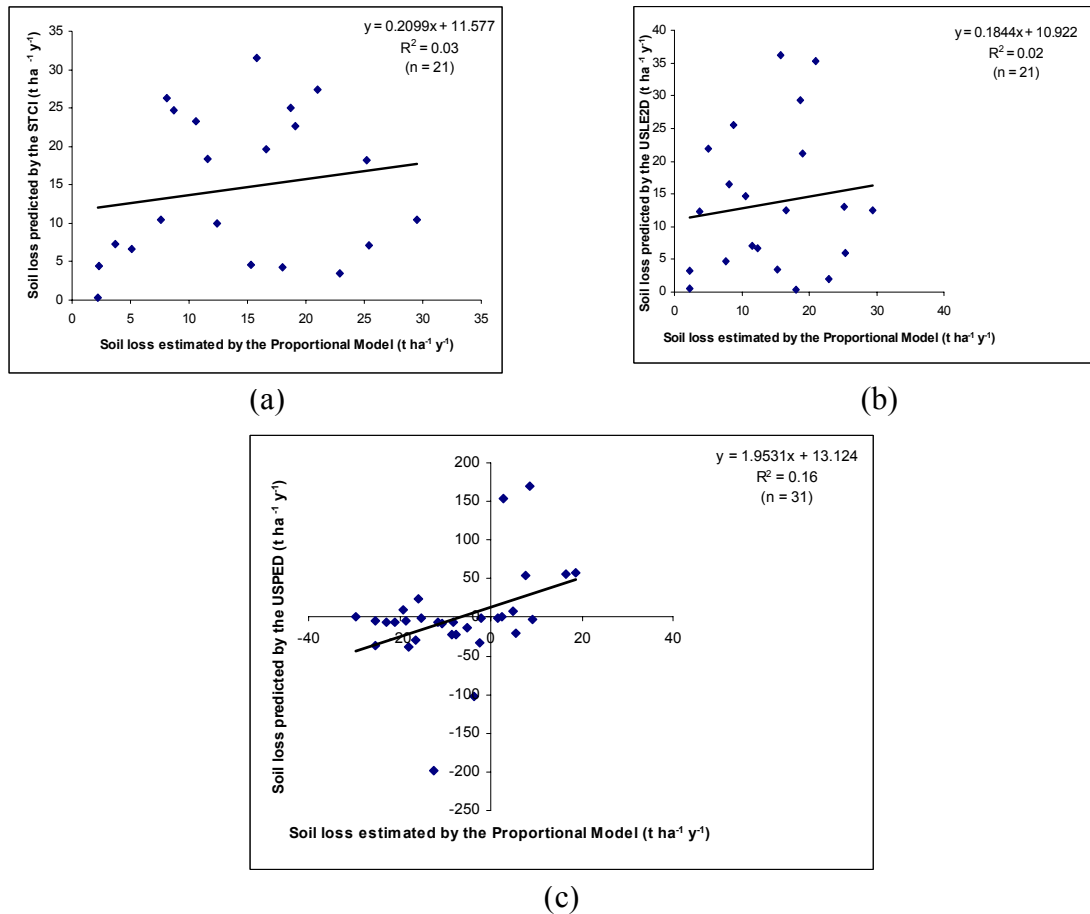 y = 0.2099x + 11.577
R² = 0.03
(n = 21)
Soil loss predicted by the STCI (t ha ⁻¹ y⁻¹)
35
30
25
20
15
10
5
0
0 5 10 15 20 25 30 35
Soil loss estimated by the Proportional Model (t ha⁻¹ y⁻¹)
(a)
y = 0.1844x + 10.922
R² = 0.02
(n = 21)
Soil loss predicted by the USLE2D (t ha ⁻¹ y⁻¹)
40
35
30
25
20
15
10
5
0
0 10 20 30 40
Soil loss estimated by the Proportional Model (t ha⁻¹ y⁻¹)
(b)
y = 1.9531x + 13.124
R² = 0.16
(n = 31)
Soil loss predicted by the USPED (t ha ⁻¹ y⁻¹)
200
150
100
50
0
-50
-100
-150
-200
-250
-40 -20 0 20 40
Soil loss estimated by the Proportional Model (t ha⁻¹ y⁻¹)
(c)